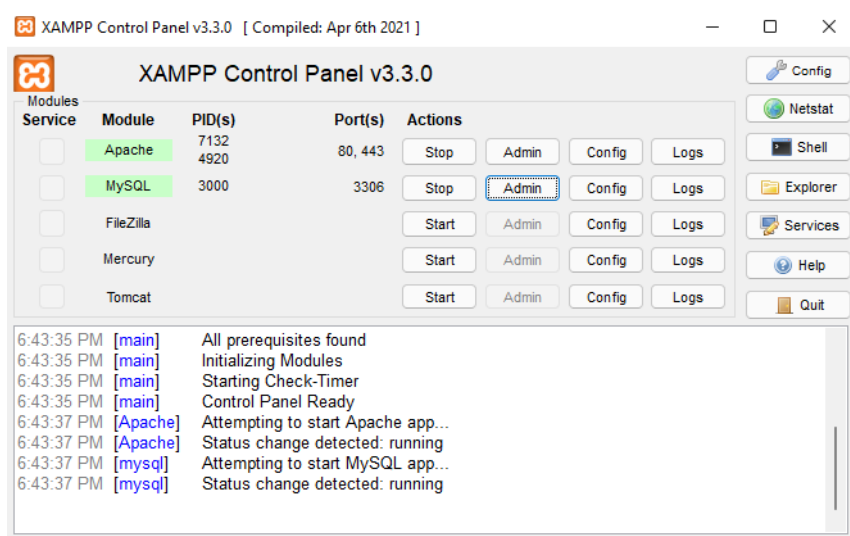 XAMPP Control Panel v3.3.0 [ Compiled: Apr 6th 2021 ]
XAMPP Control Panel v3.3.0
Config
Modules
Netstat
Service Module PID(s) Port(s) Actions
Apache 7132 4920 80, 443 Stop Admin Config Logs
Shell
MySQL 3000 3306 Stop Admin Config Logs
Explorer
FileZilla Start Admin Config Logs
Services
Mercury Start Admin Config Logs
Help
Tomcat Start Admin Config Logs
Quit
6:43:35 PM [main] All prerequisites found
6:43:35 PM [main] Initializing Modules
6:43:35 PM [main] Starting Check-Timer
6:43:35 PM [main] Control Panel Ready
6:43:37 PM [Apache] Attempting to start Apache app...
6:43:37 PM [Apache] Status change detected: running
6:43:37 PM [mysql] Attempting to start MySQL app...
6:43:37 PM [mysql] Status change detected: running